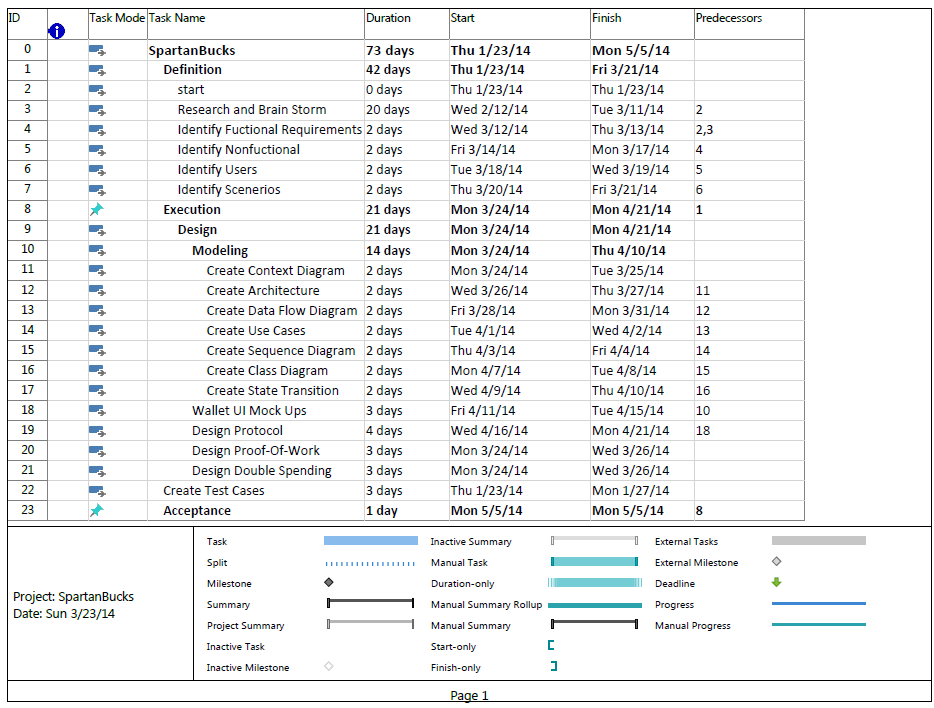 ID Task Mode Task Name Duration Start Finish Predecessors
i
0 SpartanBucks 73 days Thu 1/23/14 Mon 5/5/14
1 Definition 42 days Thu 1/23/14 Fri 3/21/14
2 start 0 days Thu 1/23/14 Thu 1/23/14
3 Research and Brain Storm 20 days Wed 2/12/14 Tue 3/11/14 2
4 Identify Fuctional Requirements 2 days Wed 3/12/14 Thu 3/13/14 2,3
5 Identify Nonfuctional 2 days Fri 3/14/14 Mon 3/17/14 4
6 Identify Users 2 days Tue 3/18/14 Wed 3/19/14 5
7 Identify Scenerios 2 days Thu 3/20/14 Fri 3/21/14 6
8 Execution 21 days Mon 3/24/14 Mon 4/21/14 1
9 Design 21 days Mon 3/24/14 Mon 4/21/14
10 Modeling 14 days Mon 3/24/14 Thu 4/10/14
11 Create Context Diagram 2 days Mon 3/24/14 Tue 3/25/14
12 Create Architecture 2 days Wed 3/26/14 Thu 3/27/14 11
13 Create Data Flow Diagram 2 days Fri 3/28/14 Mon 3/31/14 12
14 Create Use Cases 2 days Tue 4/1/14 Wed 4/2/14 13
15 Create Sequence Diagram 2 days Thu 4/3/14 Fri 4/4/14 14
16 Create Class Diagram 2 days Mon 4/7/14 Tue 4/8/14 15
17 Create State Transition 2 days Wed 4/9/14 Thu 4/10/14 16
18 Wallet UI Mock Ups 3 days Fri 4/11/14 Tue 4/15/14 10
19 Design Protocol 4 days Wed 4/16/14 Mon 4/21/14 18
20 Design Proof-Of-Work 3 days Mon 3/24/14 Wed 3/26/14
21 Design Double Spending 3 days Mon 3/24/14 Wed 3/26/14
22 Create Test Cases 3 days Thu 1/23/14 Mon 1/27/14
23 Acceptance 1 day Mon 5/5/14 Mon 5/5/14 8
Project: SpartanBucks
Date: Sun 3/23/14
Task Inactive Summary External Tasks
Split Manual Task External Milestone
Milestone Duration-only Deadline
Summary Manual Summary Rollup Progress
Project Summary Manual Summary Manual Progress
Inactive Task Start-only
Inactive Milestone Finish-only
Page 1